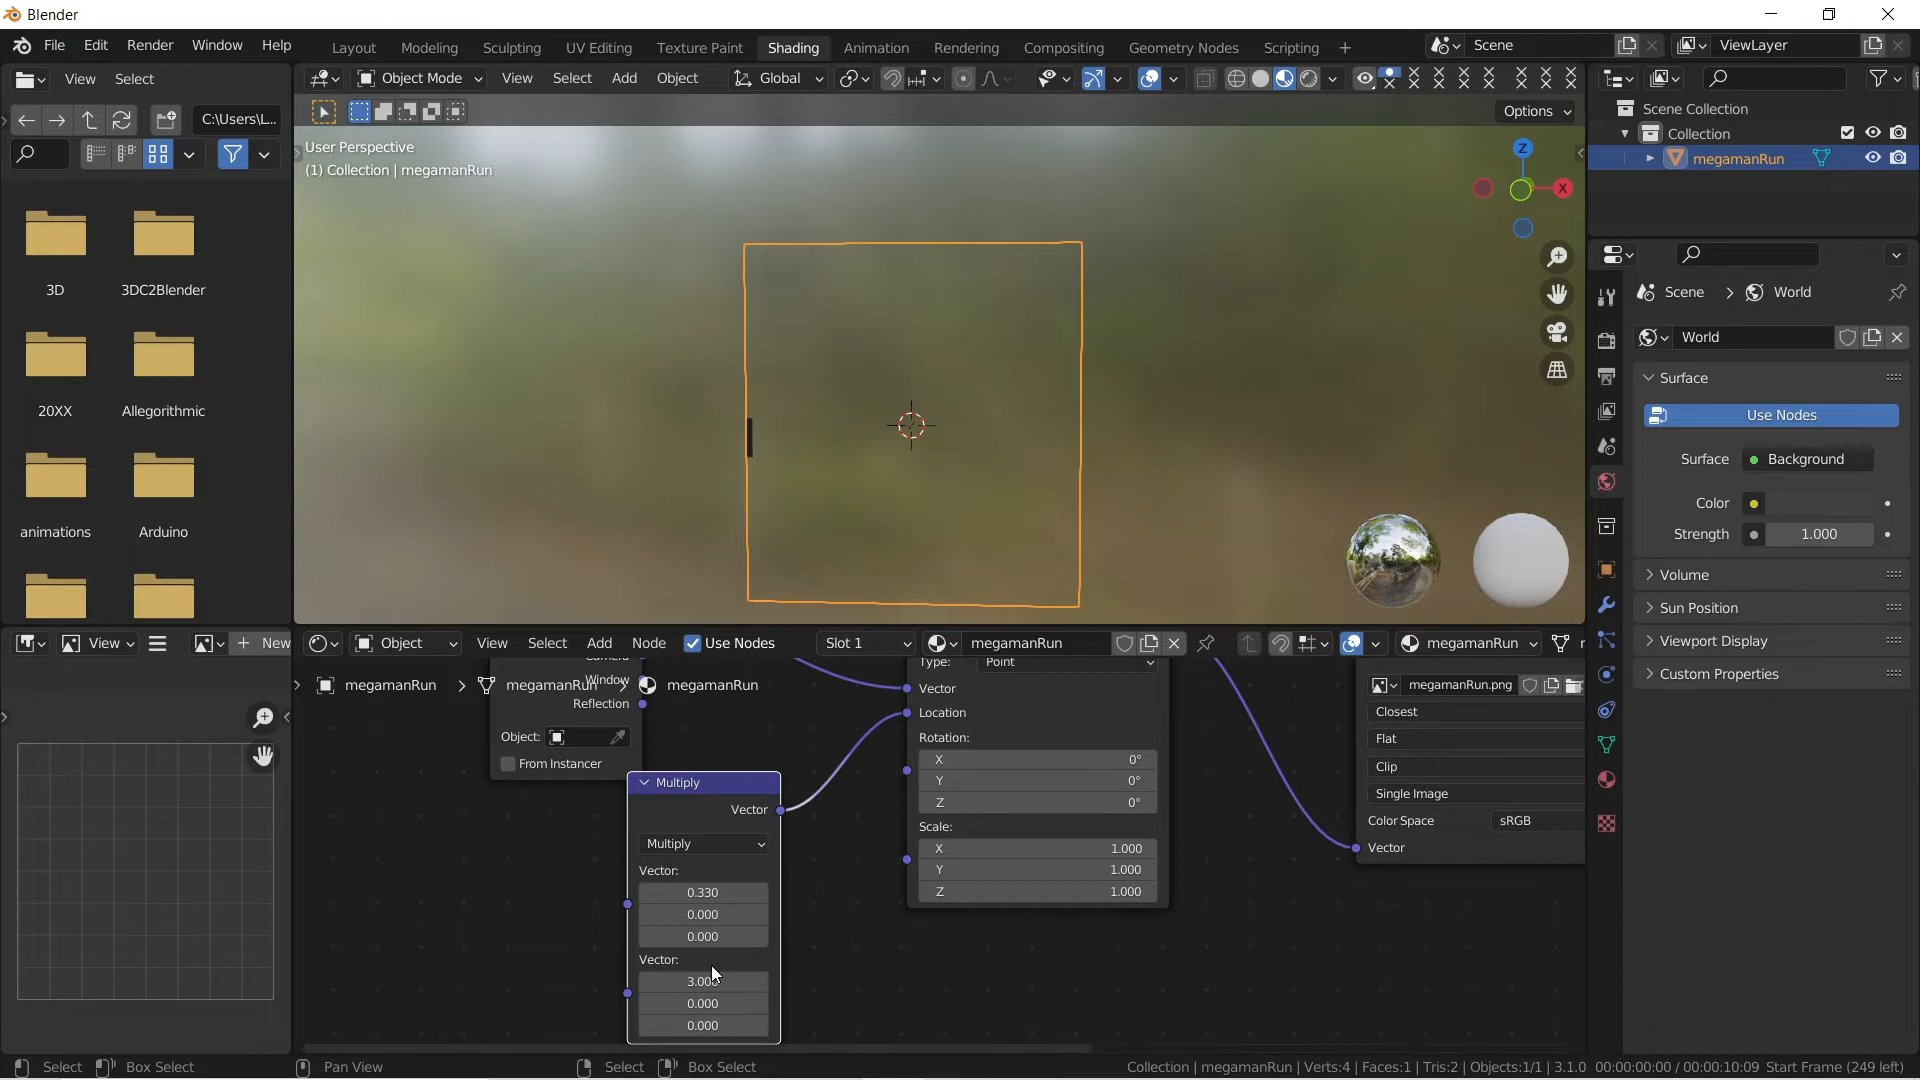 Blender
File Edit Render Window Help
Layout Modeling Sculpting UV Editing Texture Paint Shading Animation Rendering Compositing Geometry Nodes Scripting +
Scene
ViewLayer
View Select
Object Mode View Select Add Object Global
C:\Users\L...
Options
User Perspective
(1) Collection | megamanRun
Z
X
Scene Collection
Collection
megamanRun
3D
3DC2Blender
20XX
Allegorithmic
animations
Arduino
Scene > World
World
Surface
Use Nodes
Surface Background
Color
Strength 1.000
Volume
Sun Position
Viewport Display
Custom Properties
View
+ New
Object View Select Add Node Use Nodes Slot 1 megamanRun
megamanRun
megamanRun > megamanRun > megamanRun
Window
Reflection
Object:
From Instancer
Multiply
Vector
Multiply
Vector:
0.330
0.000
0.000
Vector:
3.000
0.000
0.000
Type: Point
Vector
Location
Rotation:
X 0°
Y 0°
Z 0°
Scale:
X 1.000
Y 1.000
Z 1.000
megamanRun.png
Closest
Flat
Clip
Single Image
Color Space sRGB
Vector
Select Box Select Pan View Select Box Select
Collection | megamanRun | Verts:4 | Faces:1 | Tris:2 | Objects:1/1 | 3.1.0 00:00:00:00 / 00:00:10:09 Start Frame (249 left)